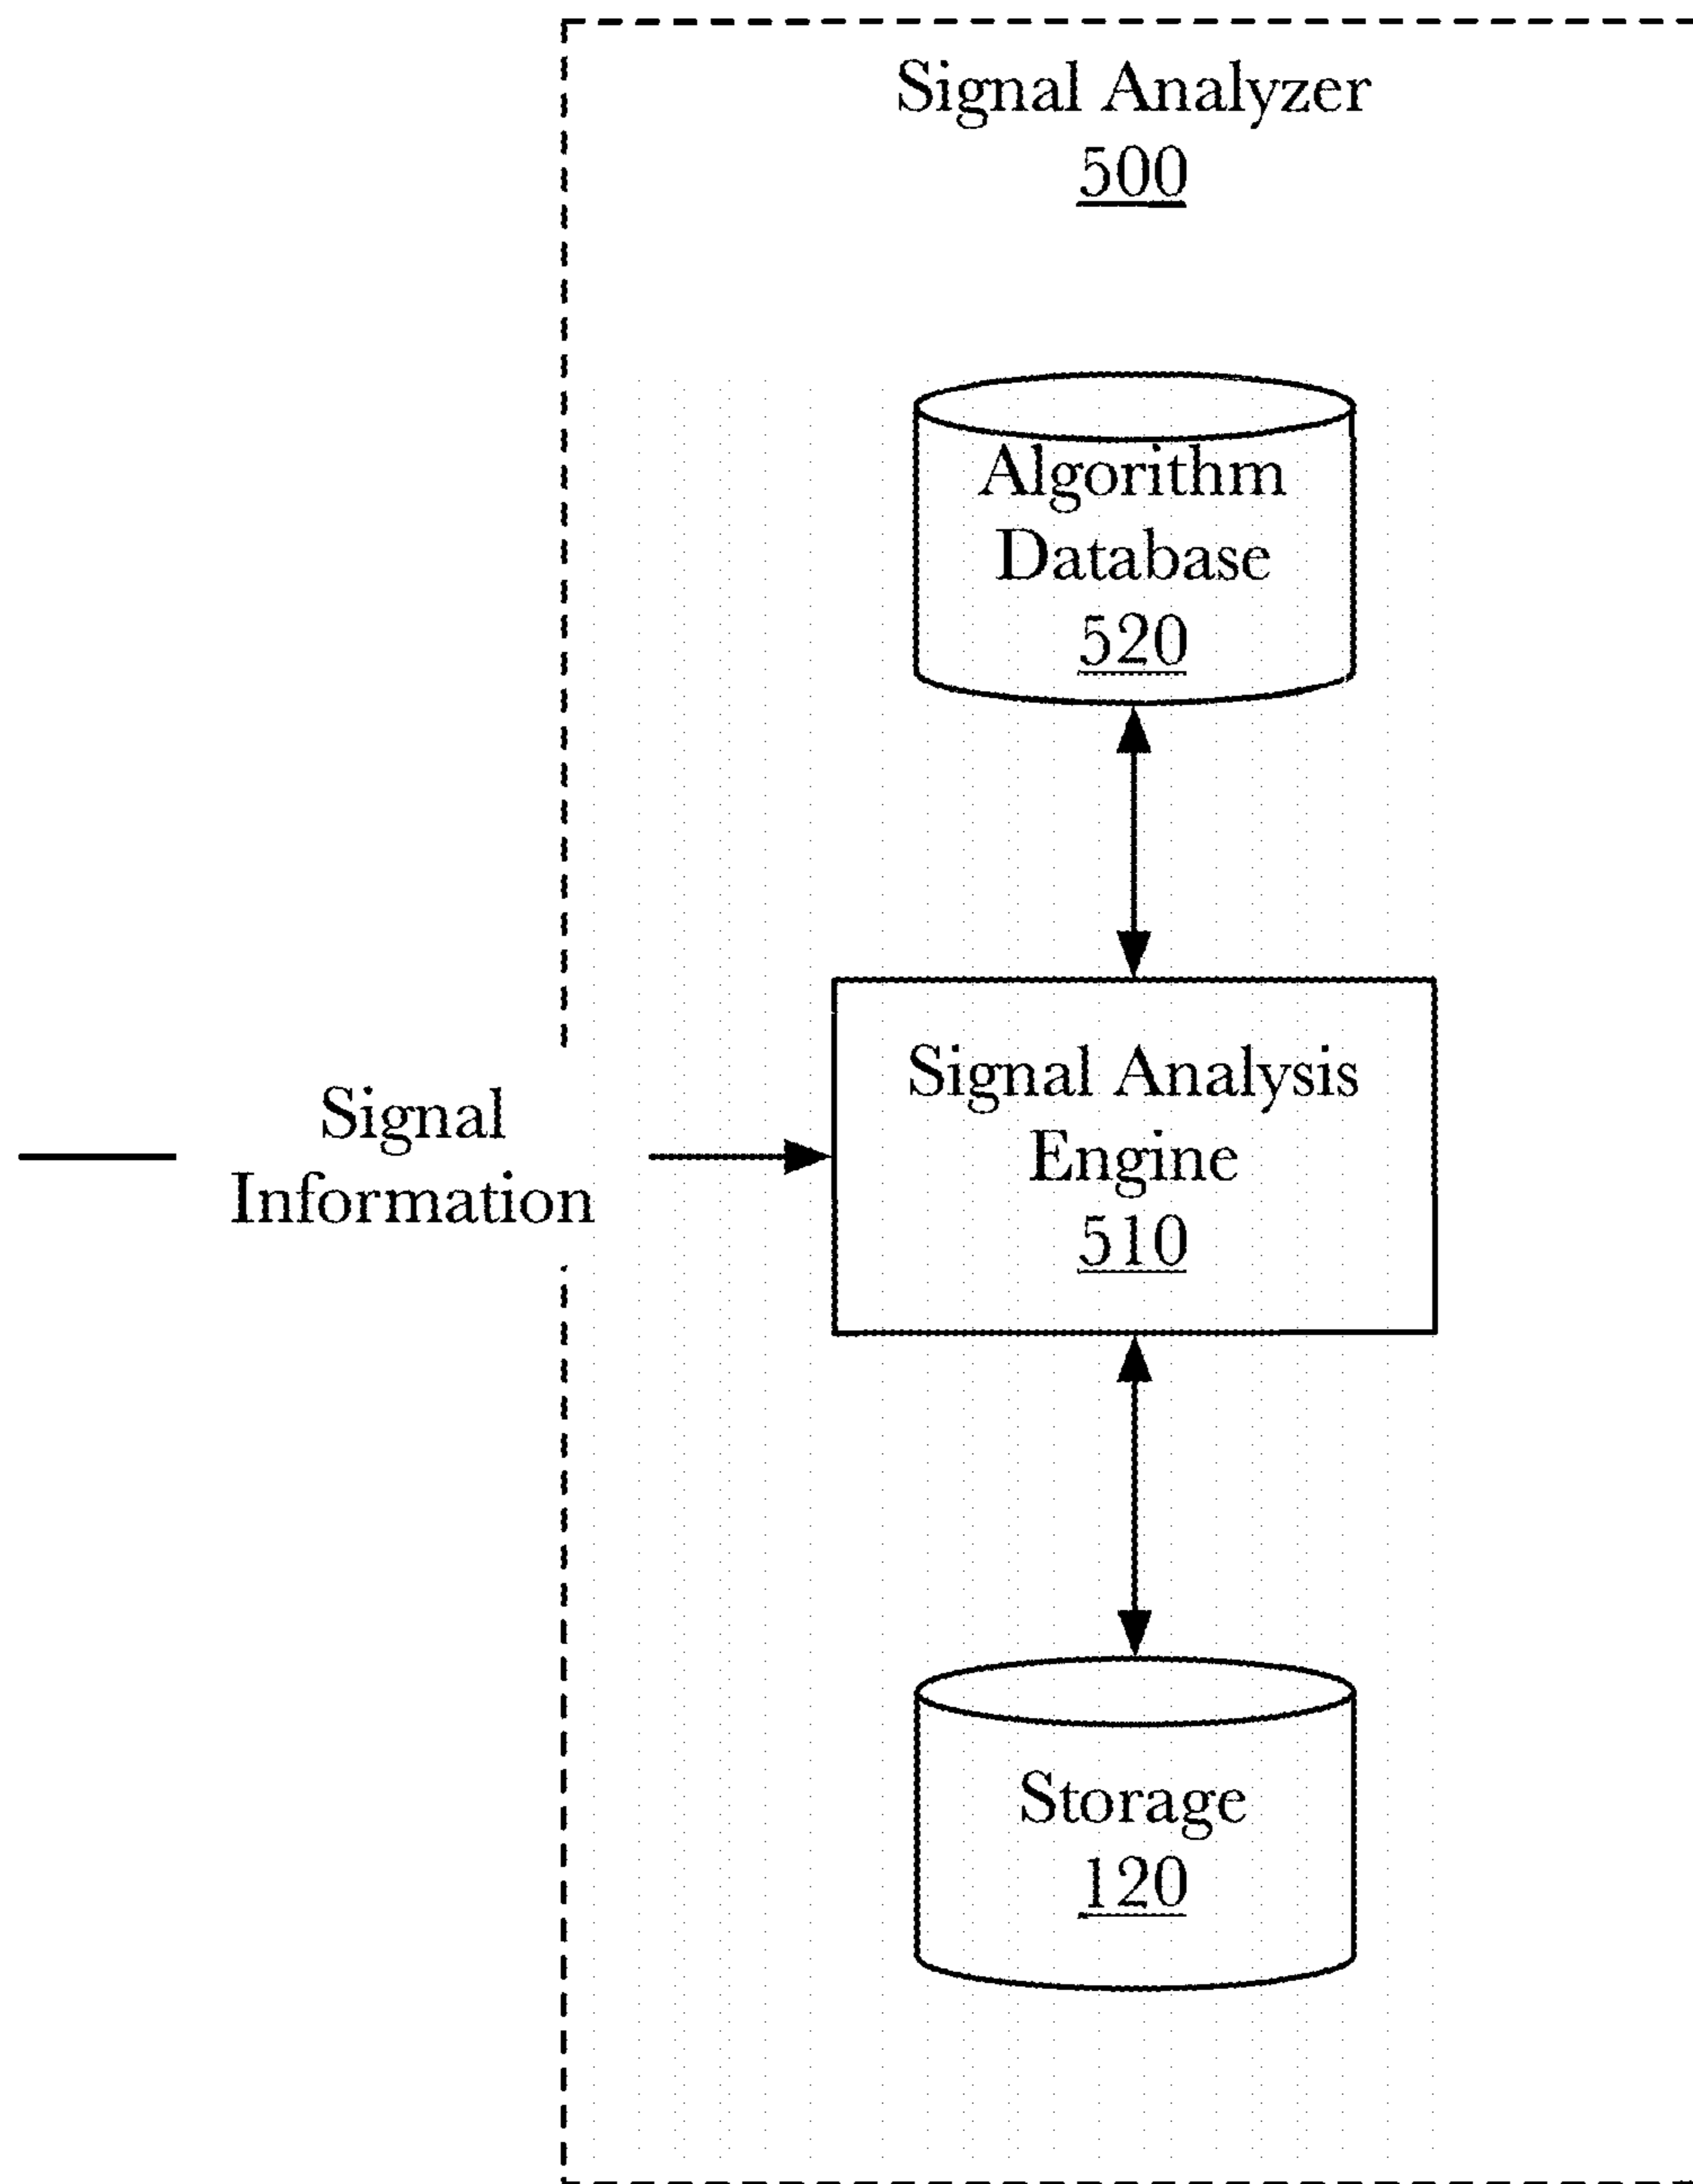 Signal Analyzer
500
Algorithm
Database
520
Signal
Information
Signal Analysis
Engine
510
Storage
120